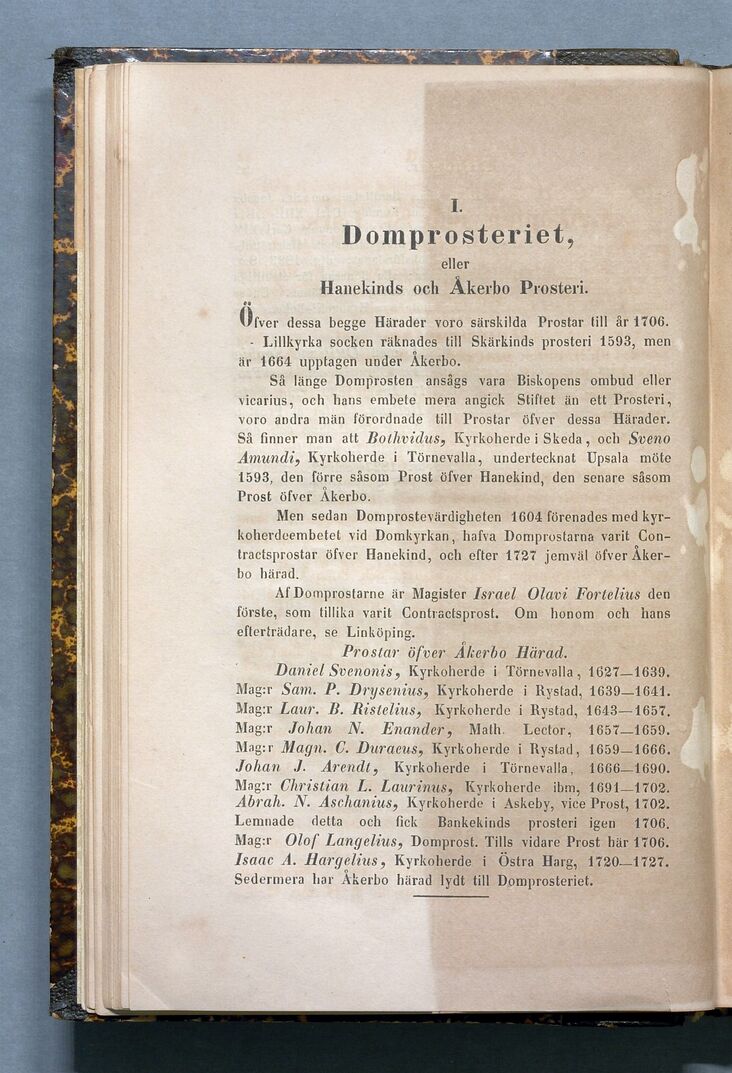 I.
Domprosteriet,
eller
Hanekinds och Åkerbo Prosteri.
Öfver dessa begge Härader voro särskilda Prostar till år 1706.
- Lillkyrka socken räknades till Skärkinds prosteri 1593, men
är 1664 upptagen under Åkerbo.
Så länge Domprosten ansågs vara Biskopens ombud eller
vicarius, och hans embete mera angick Stiftet än ett Prosteri,
voro andra män förordnade till Prostar öfver dessa Härader.
Så finner man att Bothvidus, Kyrkoherde i Skeda, och Sveno
Amundi, Kyrkoherde i Törnevalla, undertecknat Upsala möte
1593, den förre såsom Prost öfver Hanekind, den senare såsom
Prost öfver Åkerbo.
Men sedan Domprostevärdigheten 1604 förenades med kyr-
koherdeembetet vid Domkyrkan, hafva Domprostarna varit Con-
tractsprostar öfver Hanekind, och efter 1727 jemväl öfver Åker-
bo härad.
Af Domprostarne är Magister Israel Olavi Fortelius den
förste, som tillika varit Contractsprost. Om honom och hans
efterträdare, se Linköping.
Prostar öfver Åkerbo Härad.
Daniel Svenonis, Kyrkoherde i Törnevalla, 1627—1639.
Mag:r Sam. P. Drysenius, Kyrkoherde i Rystad, 1639—1641.
Mag:r Laur. B. Ristelius, Kyrkoherde i Rystad, 1643—1657.
Mag:r Johan N. Enander, Math. Lector, 1657—1659.
Mag:r Magn. C. Duraeus, Kyrkoherde i Rystad, 1659—1666.
Johan J. Arendt, Kyrkoherde i Törnevalla, 1666—1690.
Mag:r Christian L. Laurinus, Kyrkoherde ibm, 1691—1702.
Abrah. N. Aschanius, Kyrkoherde i Askeby, vice Prost, 1702.
Lemnade detta och fick Bankekinds prosteri igen 1706.
Mag:r Olof Langelius, Domprost. Tills vidare Prost här 1706.
Isaac A. Hargelius, Kyrkoherde i Östra Harg, 1720—1727.
Sedermera har Åkerbo härad lydt till Domprosteriet.